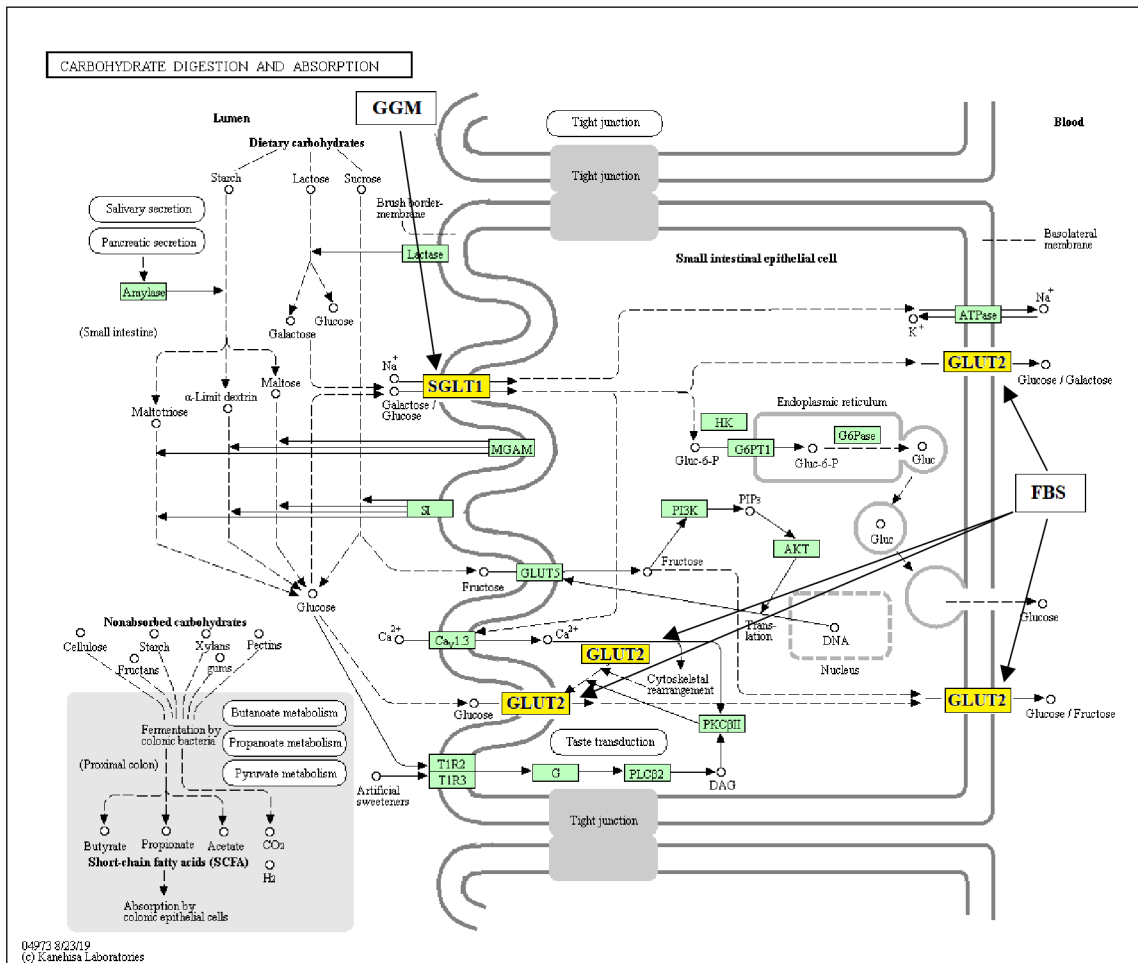 CARBOHYDRATE DIGESTION AND ABSORPTION
GGM
Lumen
Blood
Tight junction
Tight junction
Dietary carbohydrates
Starch
Lactose
Sucrose
Brush border-
membrane
Salivary secretion
Pancreatic secretion
Amylase
(Small intestine)
Lactase
Small intestinal epithelial cell
Basolateral
membrane
Galactose
Glucose
Na+
K+
ATPase
Na+
Maltotriose
α-Limit dextrin
Maltose
SGLT1
Galactose /
Glucose
GLUT2
Glucose / Galactose
MGAM
SI
HK
Gluc-6-P
G6PT1
Endoplasmic reticulum
Gluc-6-P
G6Pase
Gluc
Gluc
FBS
PI3K
PIP3
AKT
Fructose
GLUT5
Fructose
Trans-
lation
DNA
Nucleus
Glucose
Glucose
Ca2+
Cav1.3
Ca2+
GLUT2
Cytoskeletal
rearrangement
Glucose
GLUT2
PKCβII
GLUT2
Glucose / Fructose
Taste transduction
T1R2
T1R3
G
PLCβ2
DAG
Artificial
sweeteners
Nonabsorbed carbohydrates
Cellulose
Starch
Xylans
Pectins
Fructans
gums
Fermentation by
colonic bacteria
(Proximal colon)
Butanoate metabolism
Propanoate metabolism
Pyruvate metabolism
Butyrate
Propionate
Acetate
CO2
Short-chain fatty acids (SCFA)
H2
Absorption by
colonic epithelial cells
Tight junction
04973 8/23/19
(c) Kanehisa Laboratories